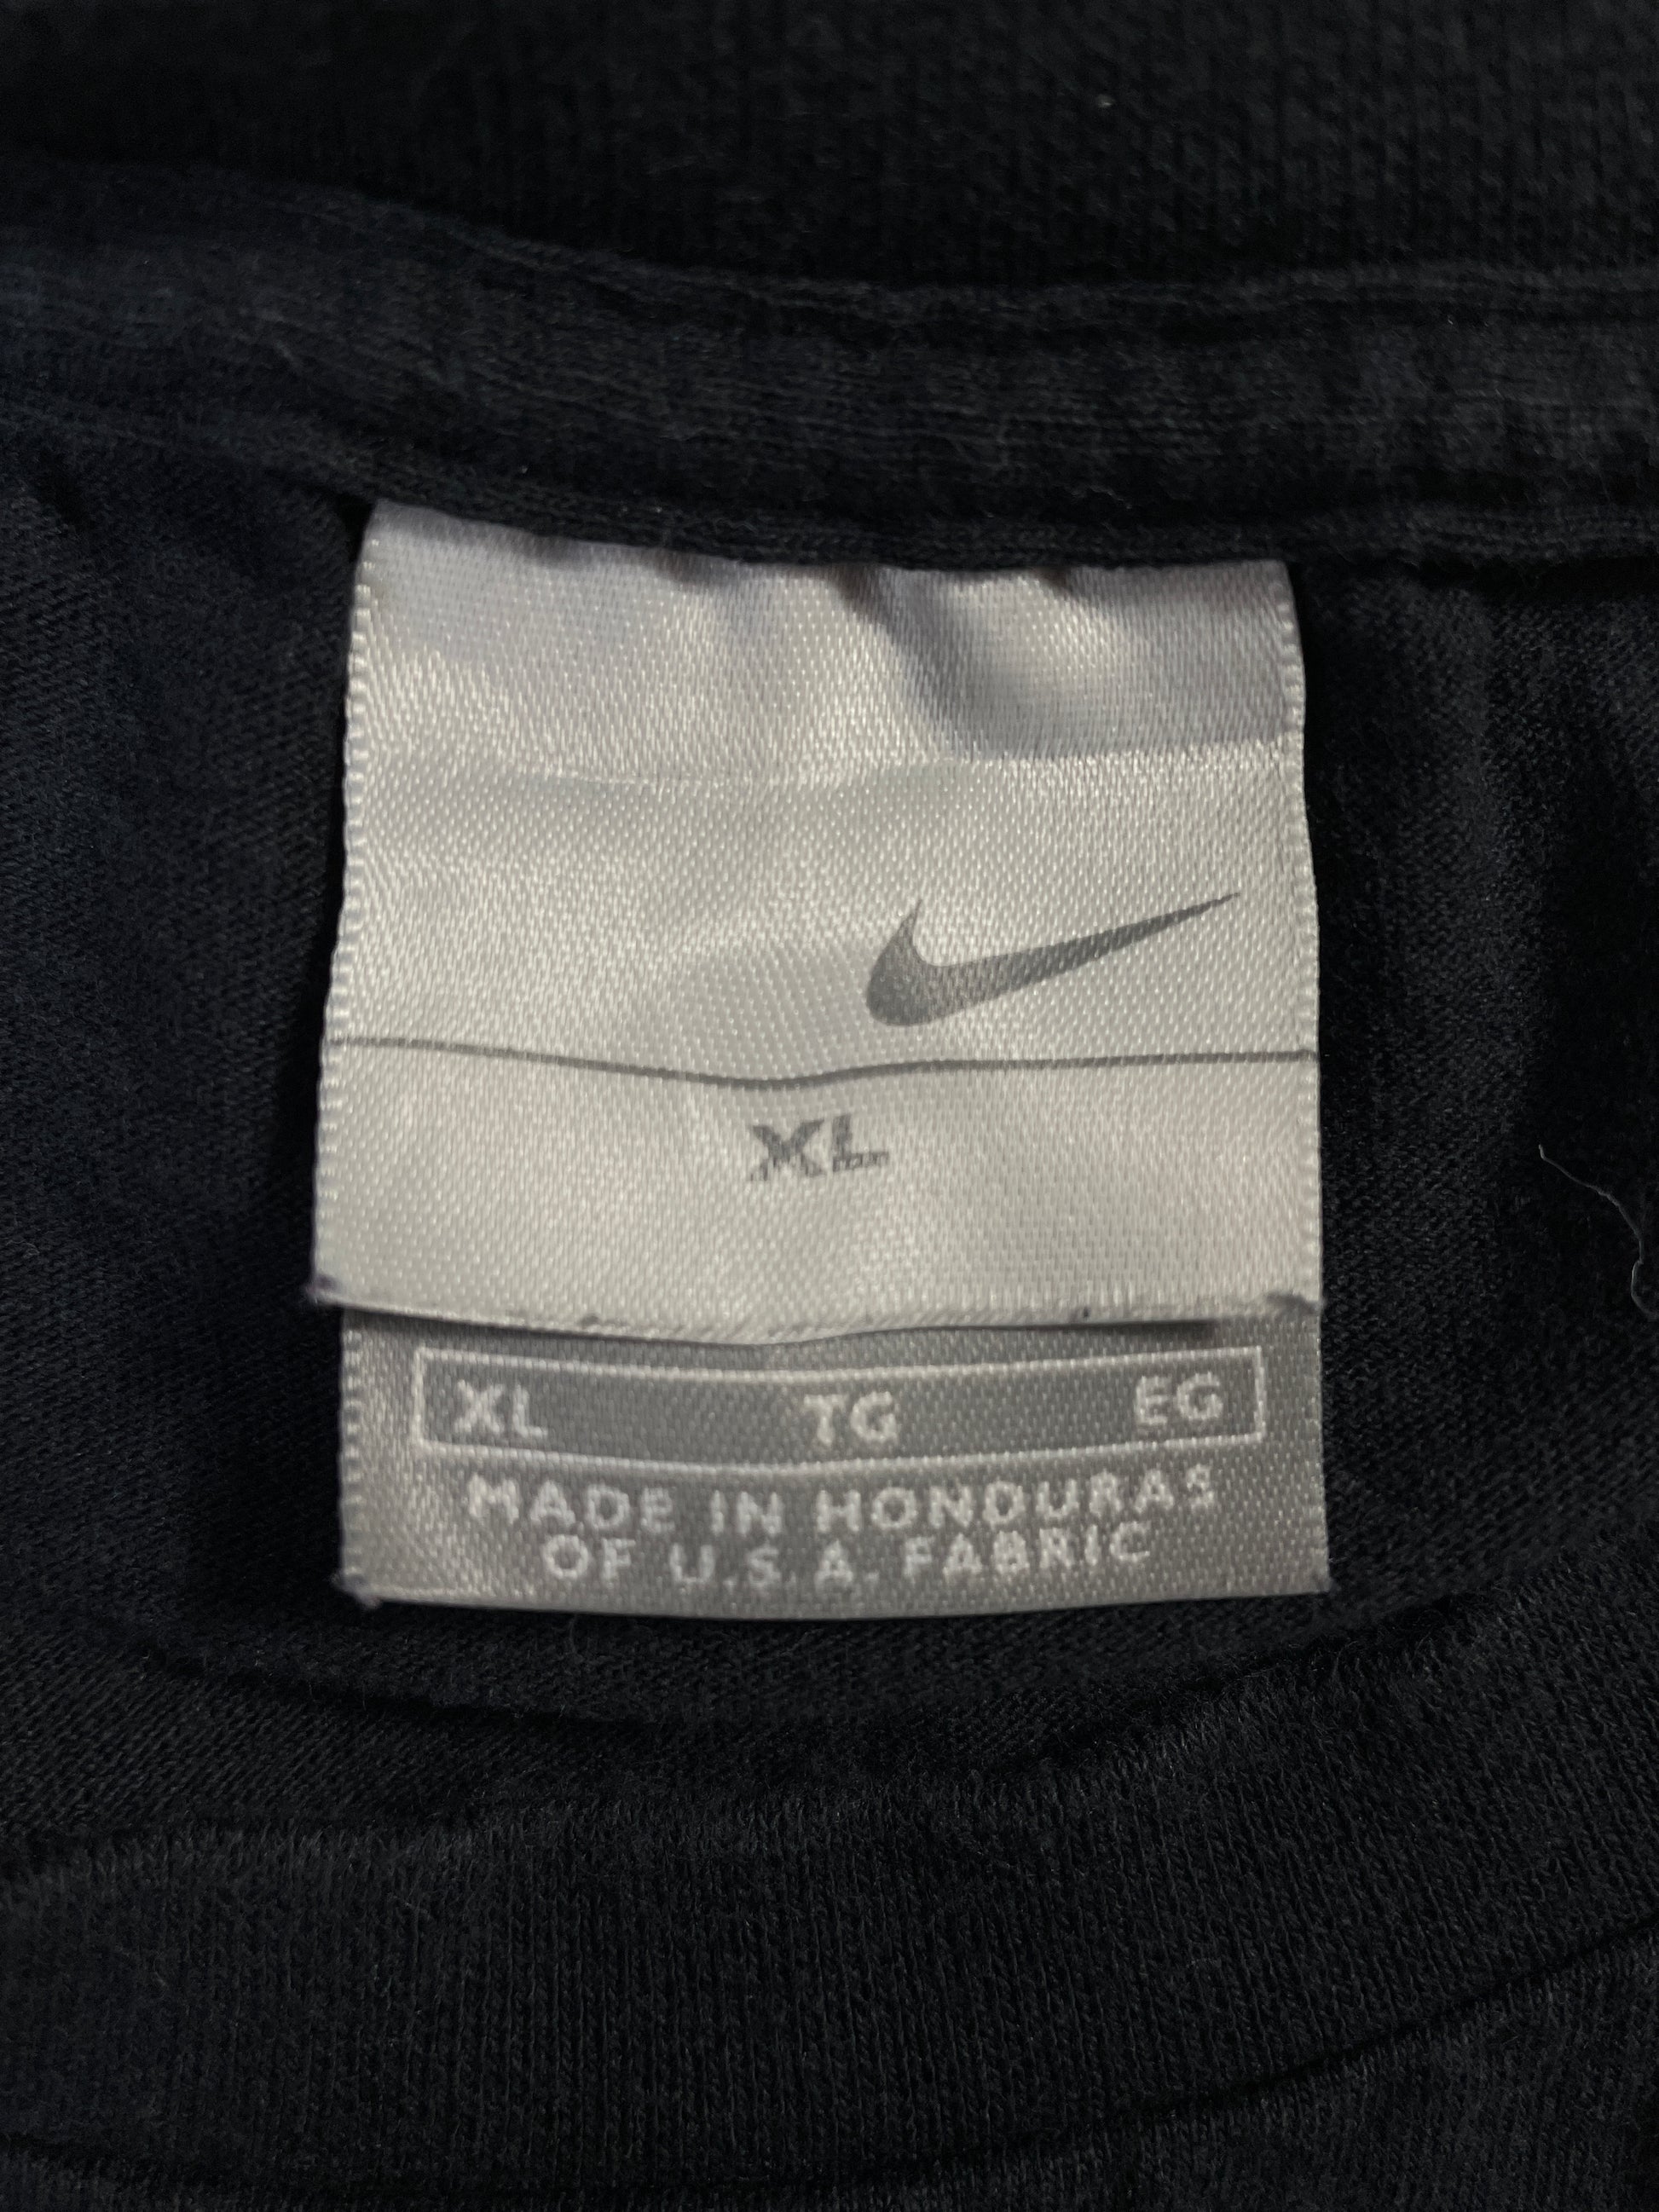 XL
XL TG EG
MADE IN HONDURAS
OF U.S.A. FABRIC